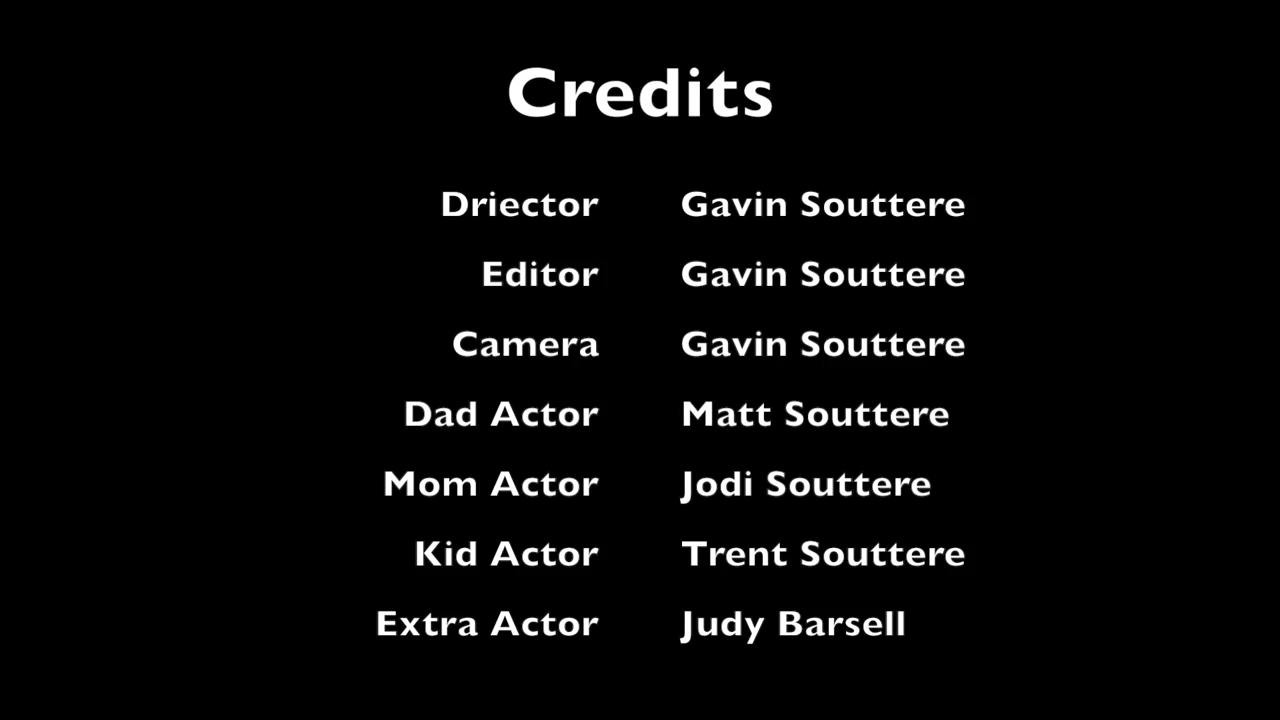 Credits
Driector Gavin Souttere
Editor Gavin Souttere
Camera Gavin Souttere
Dad Actor Matt Souttere
Mom Actor Jodi Souttere
Kid Actor Trent Souttere
Extra Actor Judy Barsell